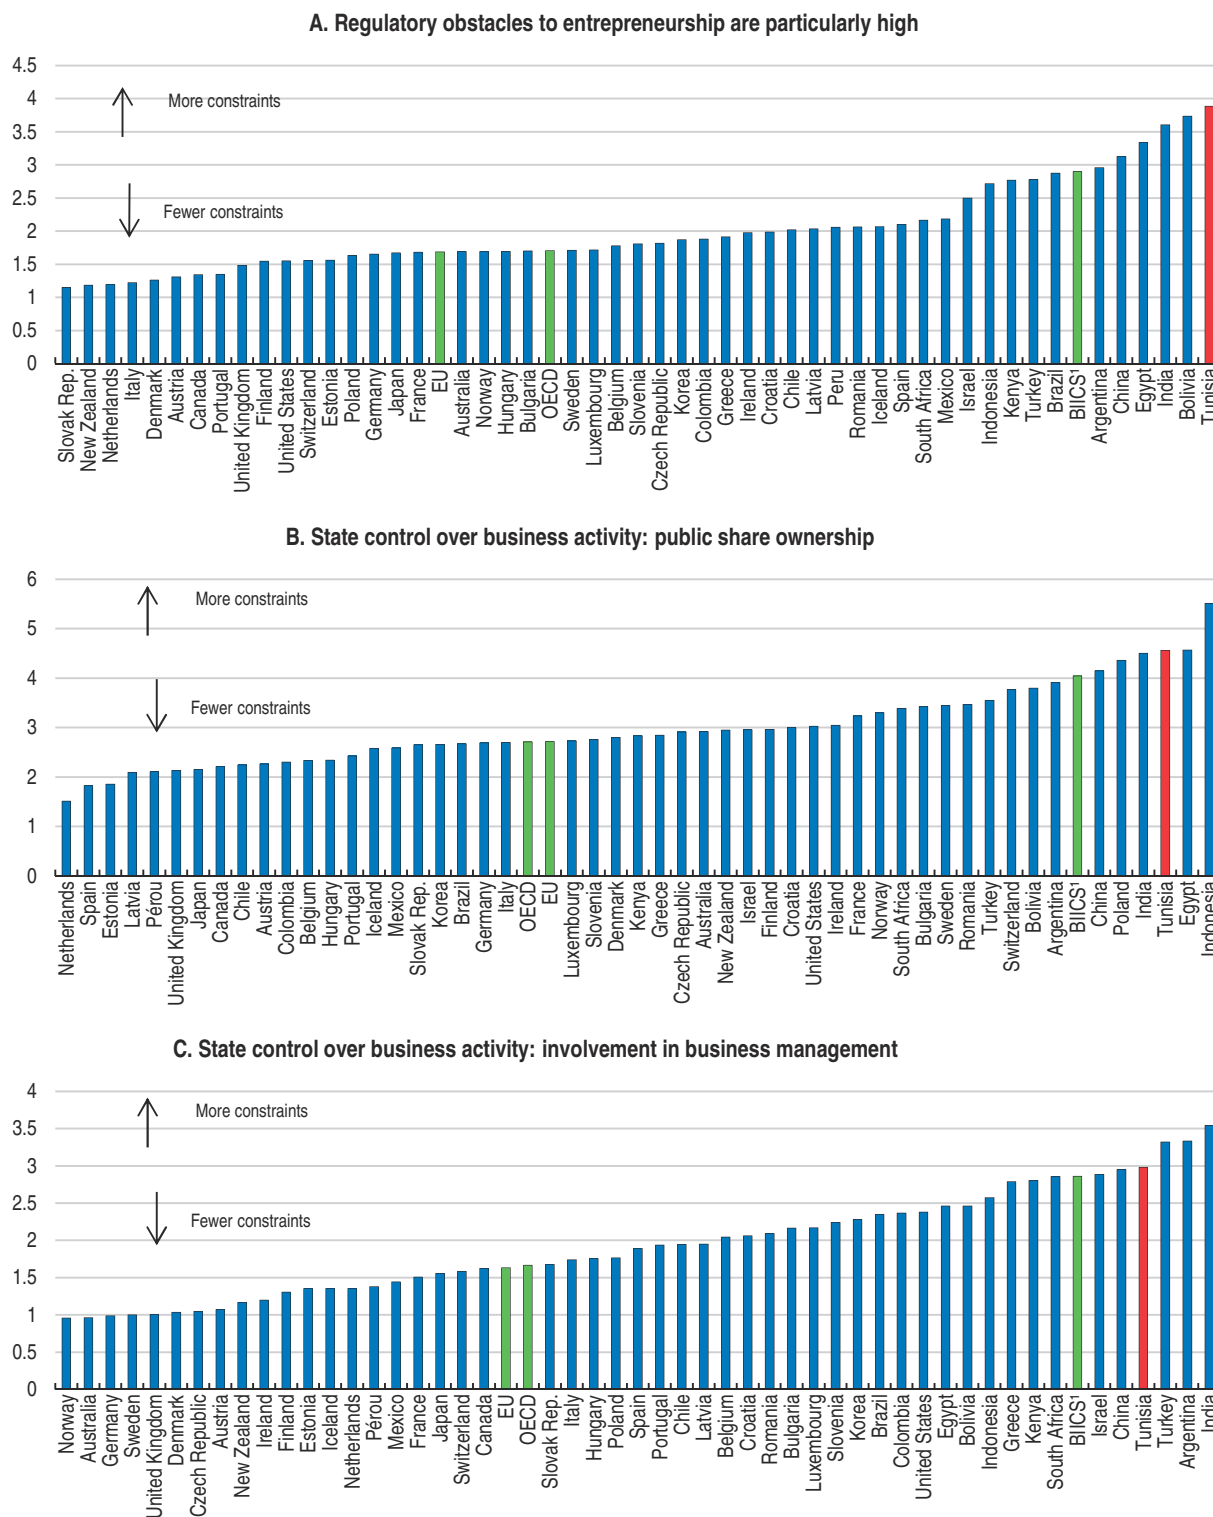 A. Regulatory obstacles to entrepreneurship are particularly high
4.5
4
3.5
3
2.5
2
1.5
1
0.5
0
More constraints
Fewer constraints
Slovak Rep.
New Zealand
Netherlands
Italy
Denmark
Austria
Canada
Portugal
United Kingdom
Finland
United States
Switzerland
Estonia
Poland
Germany
Japan
France
EU
Australia
Norway
Hungary
Bulgaria
OECD
Sweden
Luxembourg
Belgium
Slovenia
Czech Republic
Korea
Colombia
Greece
Ireland
Croatia
Chile
Latvia
Peru
Romania
Iceland
Spain
South Africa
Mexico
Israel
Indonesia
Kenya
Turkey
Brazil
BIICS¹
Argentina
China
Egypt
India
Bolivia
Tunisia
B. State control over business activity: public share ownership
6
5
4
3
2
1
0
More constraints
Fewer constraints
Netherlands
Spain
Estonia
Latvia
Pérou
United Kingdom
Japan
Canada
Chile
Austria
Colombia
Belgium
Hungary
Portugal
Iceland
Mexico
Slovak Rep.
Korea
Brazil
Germany
Italy
OECD
EU
Luxembourg
Slovenia
Denmark
Kenya
Greece
Czech Republic
Australia
New Zealand
Israel
Finland
Croatia
United States
Ireland
France
Norway
South Africa
Bulgaria
Sweden
Romania
Turkey
Switzerland
Bolivia
Argentina
BIICS¹
China
Poland
India
Tunisia
Egypt
Indonesia
C. State control over business activity: involvement in business management
4
3.5
3
2.5
2
1.5
1
0.5
0
More constraints
Fewer constraints
Norway
Australia
Germany
Sweden
United Kingdom
Denmark
Czech Republic
Austria
New Zealand
Ireland
Finland
Estonia
Iceland
Netherlands
Pérou
Mexico
France
Japan
Switzerland
Canada
EU
OECD
Slovak Rep.
Italy
Hungary
Poland
Spain
Portugal
Chile
Latvia
Belgium
Croatia
Romania
Bulgaria
Luxembourg
Slovenia
Korea
Brazil
Colombia
United States
Egypt
Bolivia
Indonesia
Greece
Kenya
South Africa
BIICS¹
Israel
China
Tunisia
Turkey
Argentina
India